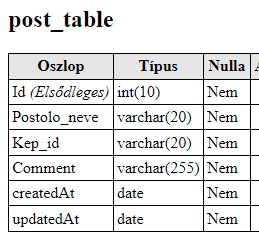 post_table
Oszlop Típus Nulla
Id (Elsődleges) int(10) Nem
Postolo_neve varchar(20) Nem
Kep_id varchar(20) Nem
Comment varchar(255) Nem
createdAt date Nem
updatedAt date Nem